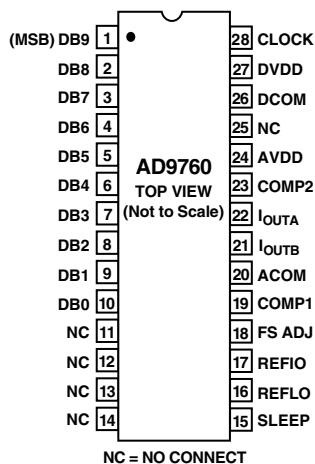 (MSB) DB9 1 28 CLOCK
DB8 2 27 DVDD
DB7 3 26 DCOM
DB6 4 25 NC
DB5 5 24 AVDD
DB4 6 23 COMP2
DB3 7 22 IOUTA
DB2 8 21 IOUTB
DB1 9 20 ACOM
DB0 10 19 COMP1
NC 11 18 FS ADJ
NC 12 17 REFIO
NC 13 16 REFLO
NC 14 15 SLEEP
AD9760
TOP VIEW
(Not to Scale)
NC = NO CONNECT